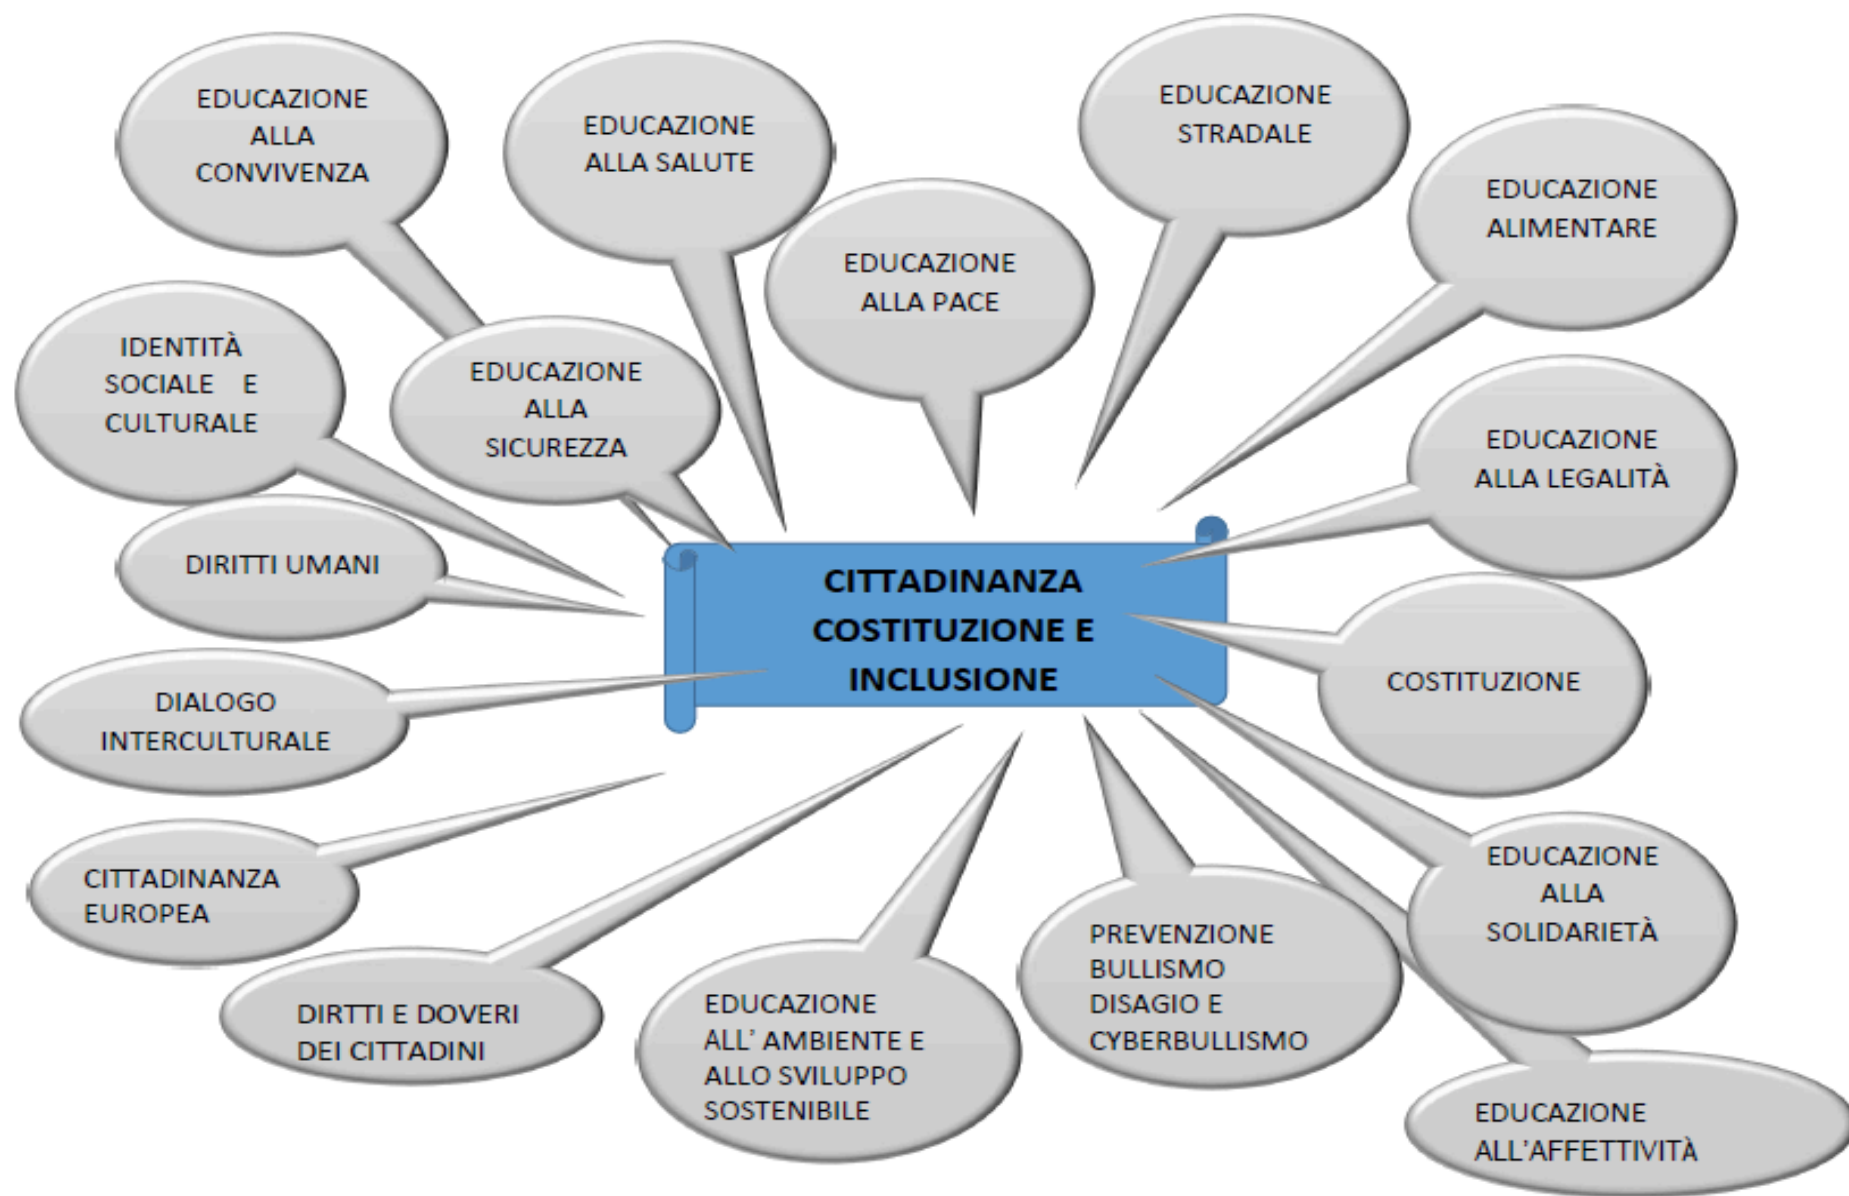 EDUCAZIONE
ALLA
CONVIVENZA
EDUCAZIONE
ALLA SALUTE
EDUCAZIONE
STRADALE
EDUCAZIONE
ALIMENTARE
EDUCAZIONE
ALLA PACE
IDENTITÀ
SOCIALE E
CULTURALE
EDUCAZIONE
ALLA
SICUREZZA
EDUCAZIONE
ALLA LEGALITÀ
DIRITTI UMANI
CITTADINANZA
COSTITUZIONE E
INCLUSIONE
COSTITUZIONE
DIALOGO
INTERCULTURALE
CITTADINANZA
EUROPEA
EDUCAZIONE
ALLA
SOLIDARIETÀ
DIRTTI E DOVERI
DEI CITTADINI
EDUCAZIONE
ALL' AMBIENTE E
ALLO SVILUPPO
SOSTENIBILE
PREVENZIONE
BULLISMO
DISAGIO E
CYBERBULLISMO
EDUCAZIONE
ALL'AFFETTIVITÀ